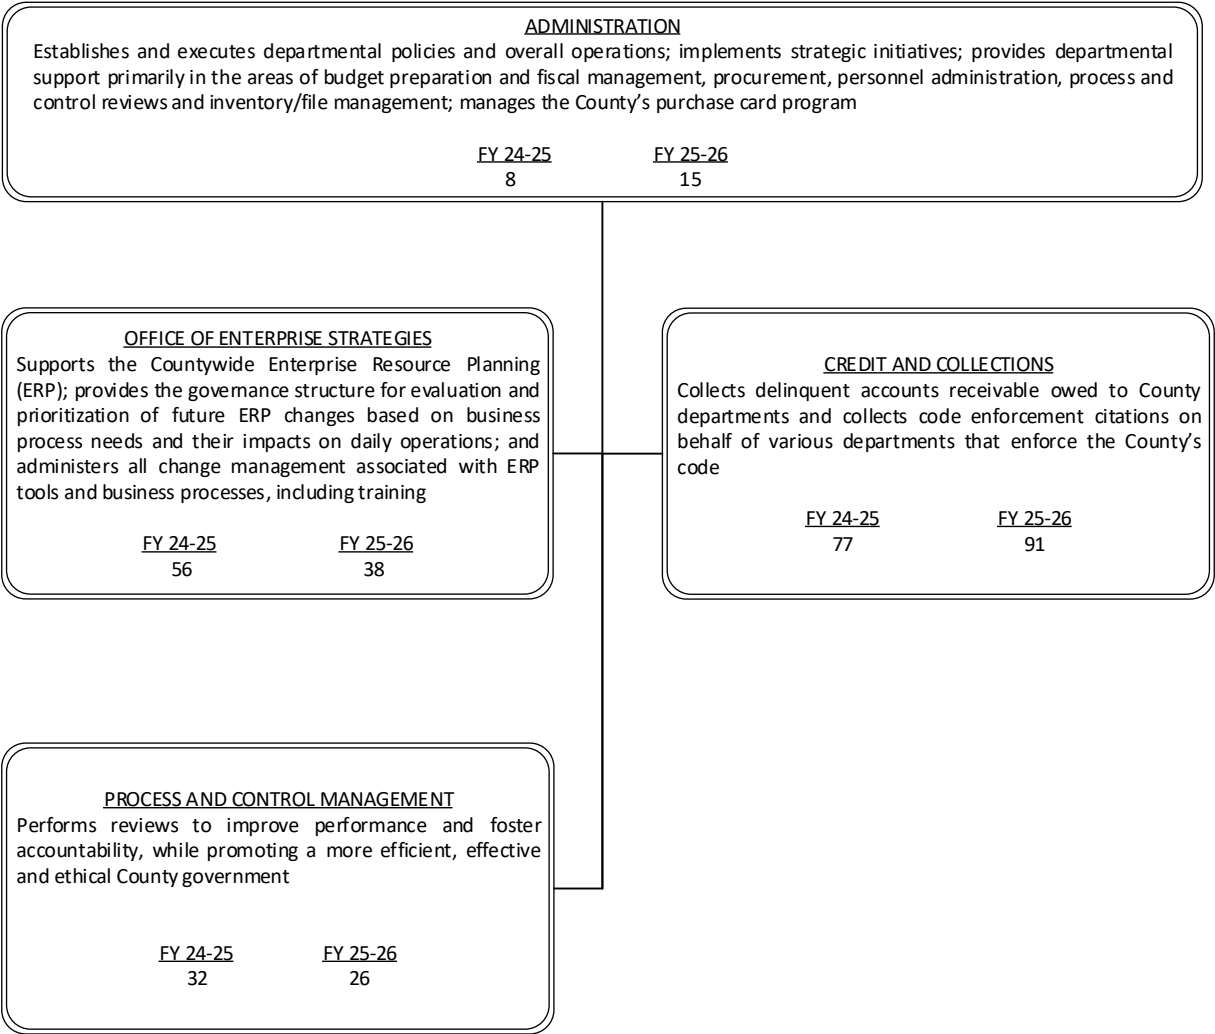 ADMINISTRATION
Establishes and executes departmental policies and overall operations; implements strategic initiatives; provides departmental
support primarily in the areas of budget preparation and fiscal management, procurement, personnel administration, process and
control reviews and inventory/file management; manages the County’s purchase card program
FY 24-25 FY 25-26
8 15
OFFICE OF ENTERPRISE STRATEGIES
Supports the Countywide Enterprise Resource Planning
(ERP); provides the governance structure for evaluation and
prioritization of future ERP changes based on business
process needs and their impacts on daily operations; and
administers all change management associated with ERP
tools and business processes, including training
FY 24-25 FY 25-26
56 38
CREDIT AND COLLECTIONS
Collects delinquent accounts receivable owed to County
departments and collects code enforcement citations on
behalf of various departments that enforce the County’s
code
FY 24-25 FY 25-26
77 91
PROCESS AND CONTROL MANAGEMENT
Performs reviews to improve performance and foster
accountability, while promoting a more efficient, effective
and ethical County government
FY 24-25 FY 25-26
32 26